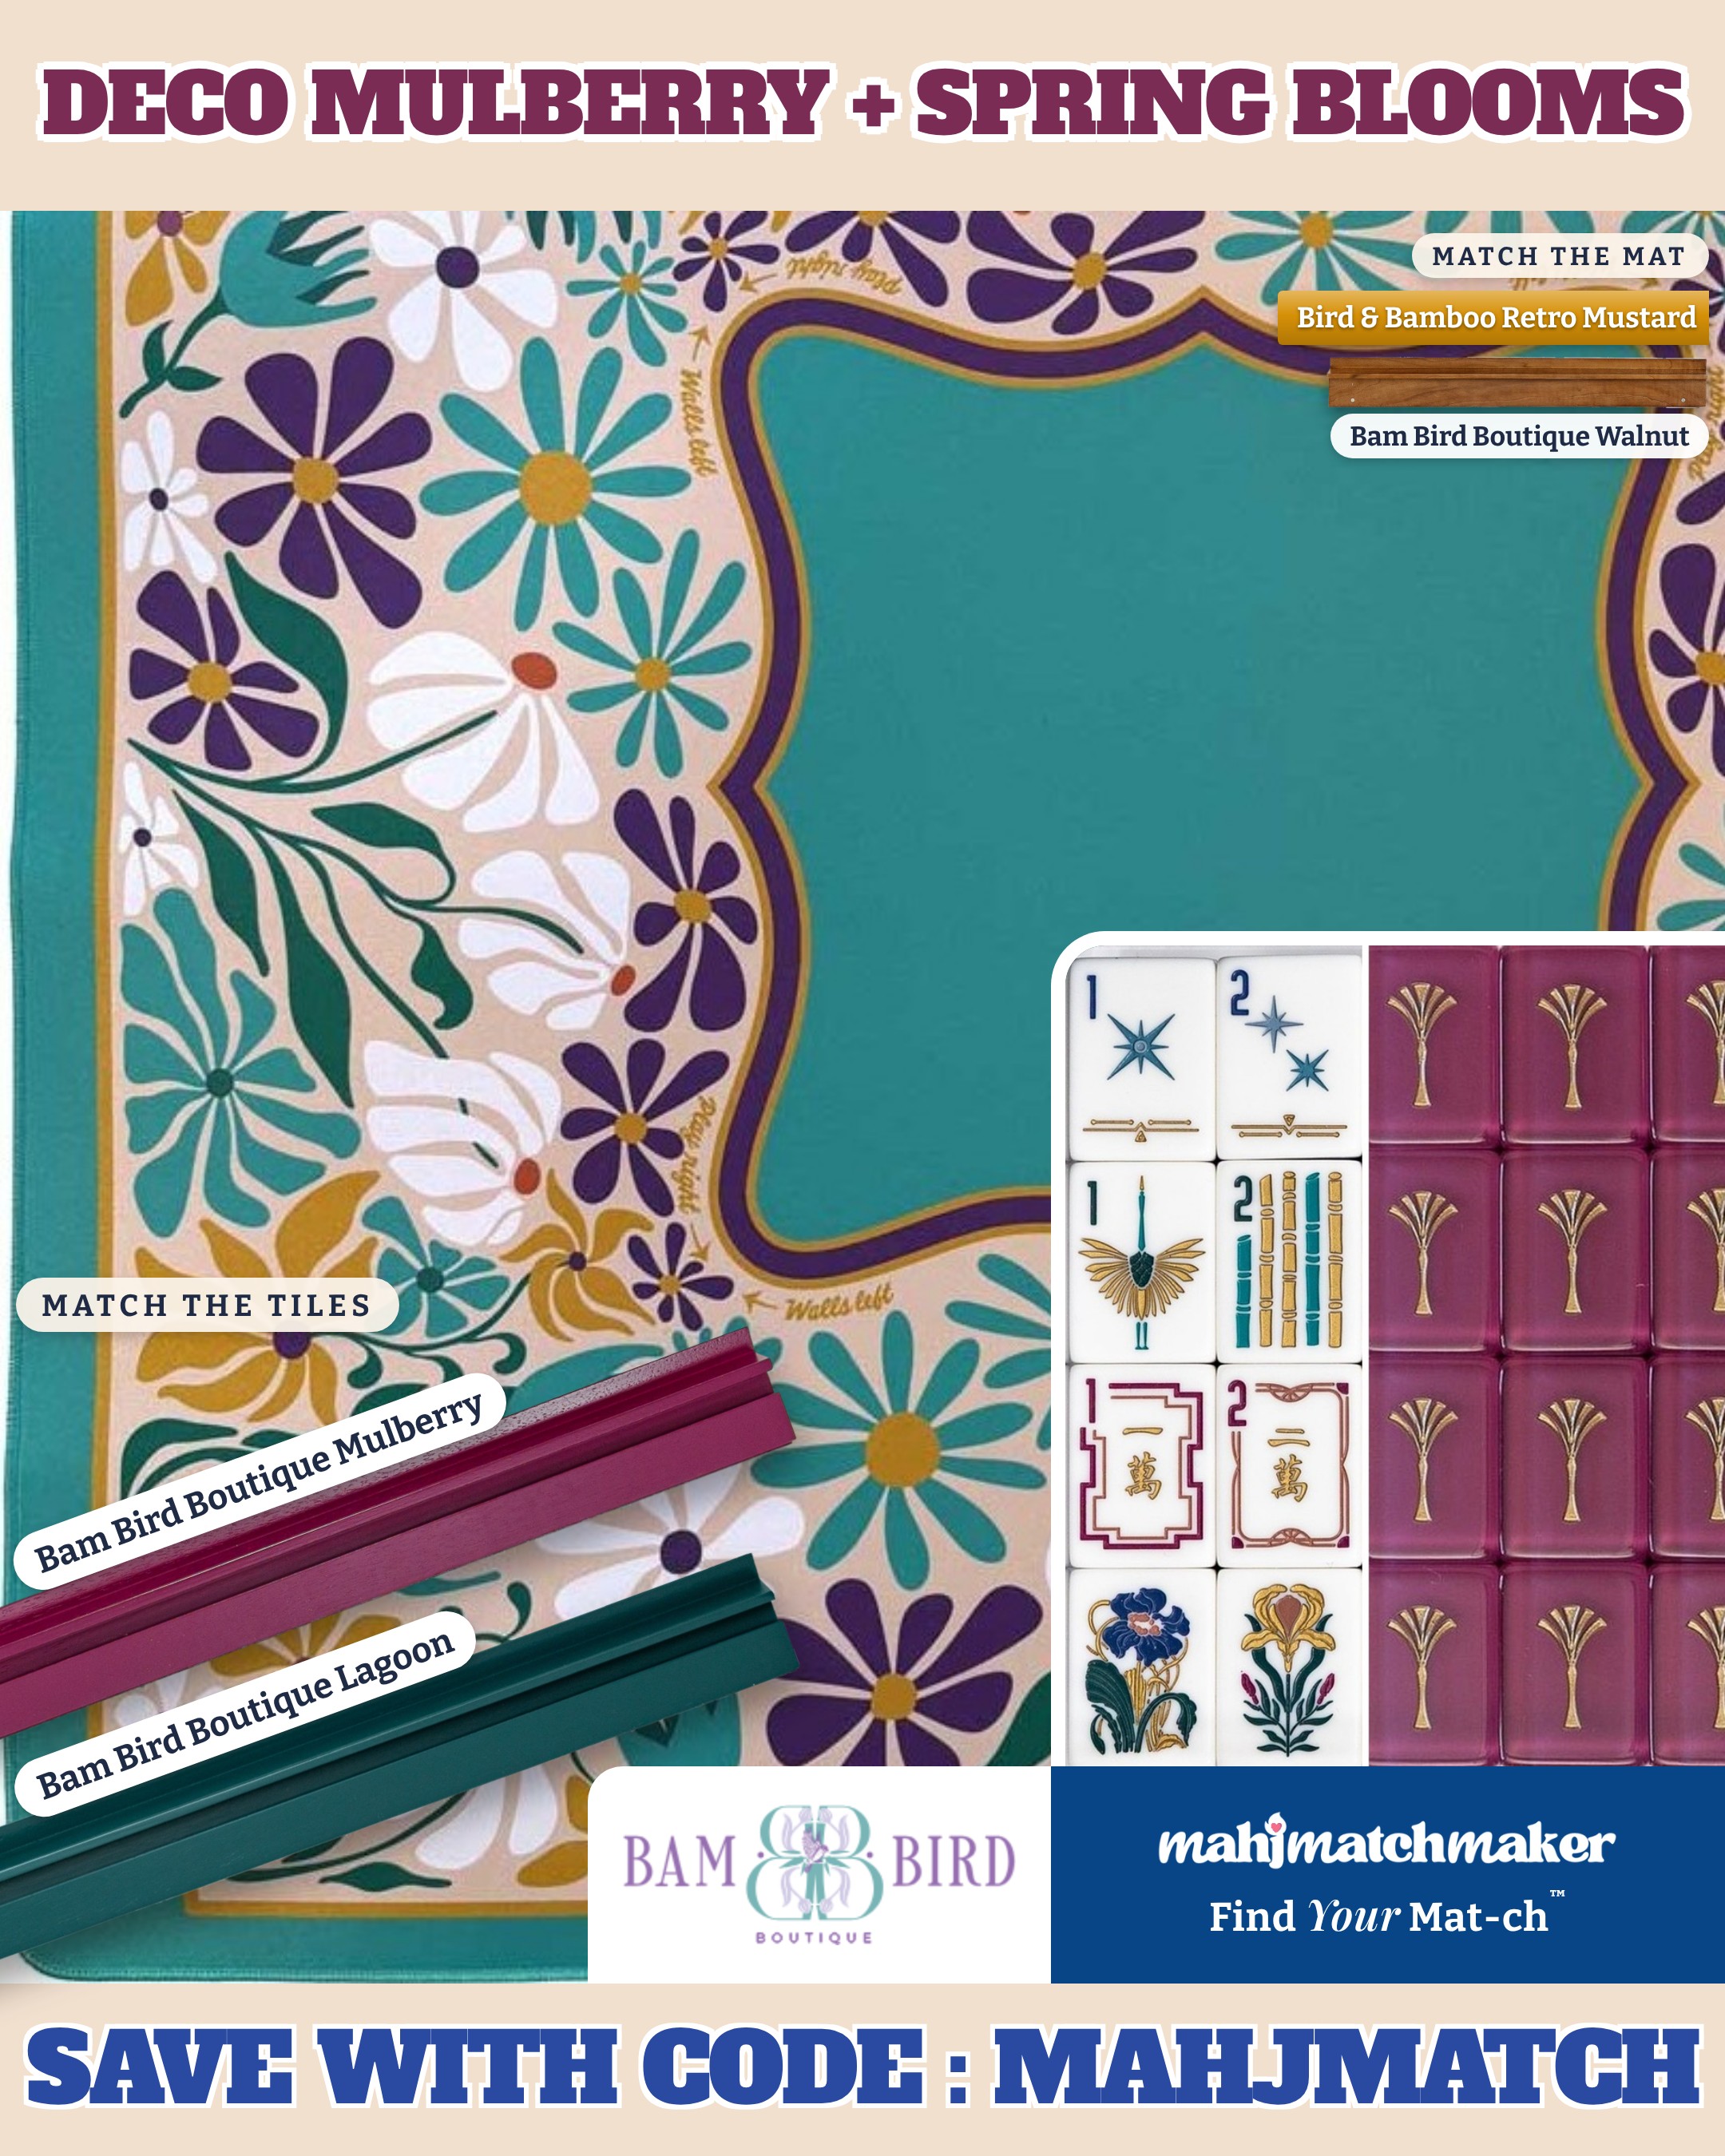 DECO MULBERRY + SPRING BLOOMS
Play right
MATCH THE MAT
Bird & Bamboo Retro Mustard
Bam Bird Boutique Walnut
Walls left
Play right
Walls left
1
2
1
2
1
一萬
2
二萬
MATCH THE TILES
Bam Bird Boutique Mulberry
Bam Bird Boutique Lagoon
BAM BIRD
BOUTIQUE
mahjmatchmaker
Find Your Mat-ch™
SAVE WITH CODE : MAHJMATCH